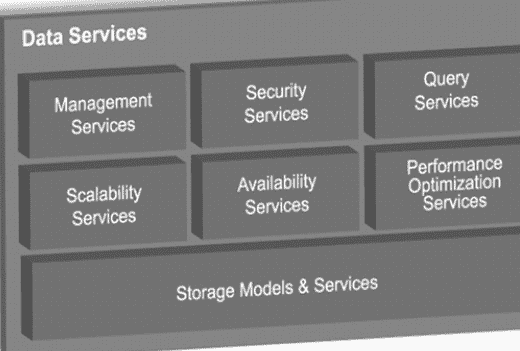 Data Services
Management
Services
Security
Services
Query
Services
Scalability
Services
Availability
Services
Performance
Optimization
Services
Storage Models & Services